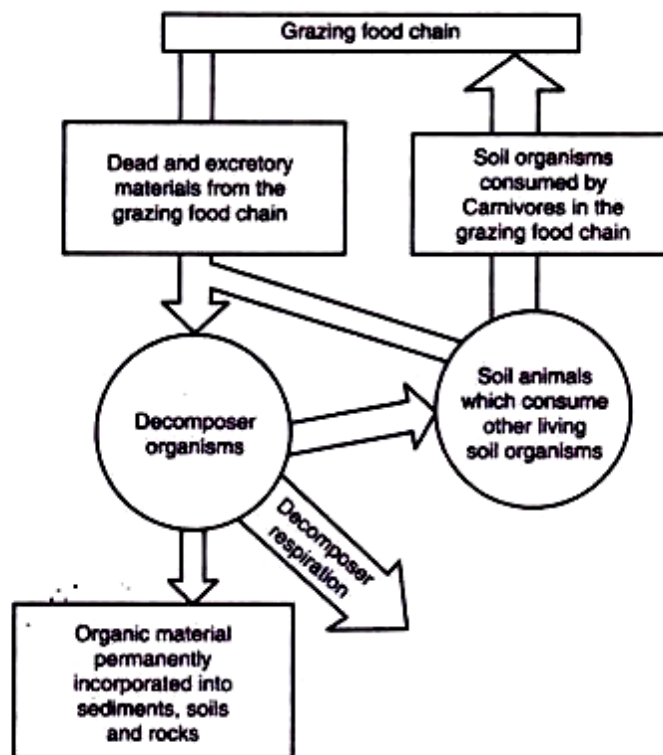 Grazing food chain
Dead and excretory
materials from the
grazing food chain
Soil organisms
consumed by
Carnivores in the
grazing food chain
Decomposer
organisms
Soil animals
which consume
other living
soil organisms
Decomposer
respiration
Organic material
permanently
incorporated into
sediments, soils
and rocks